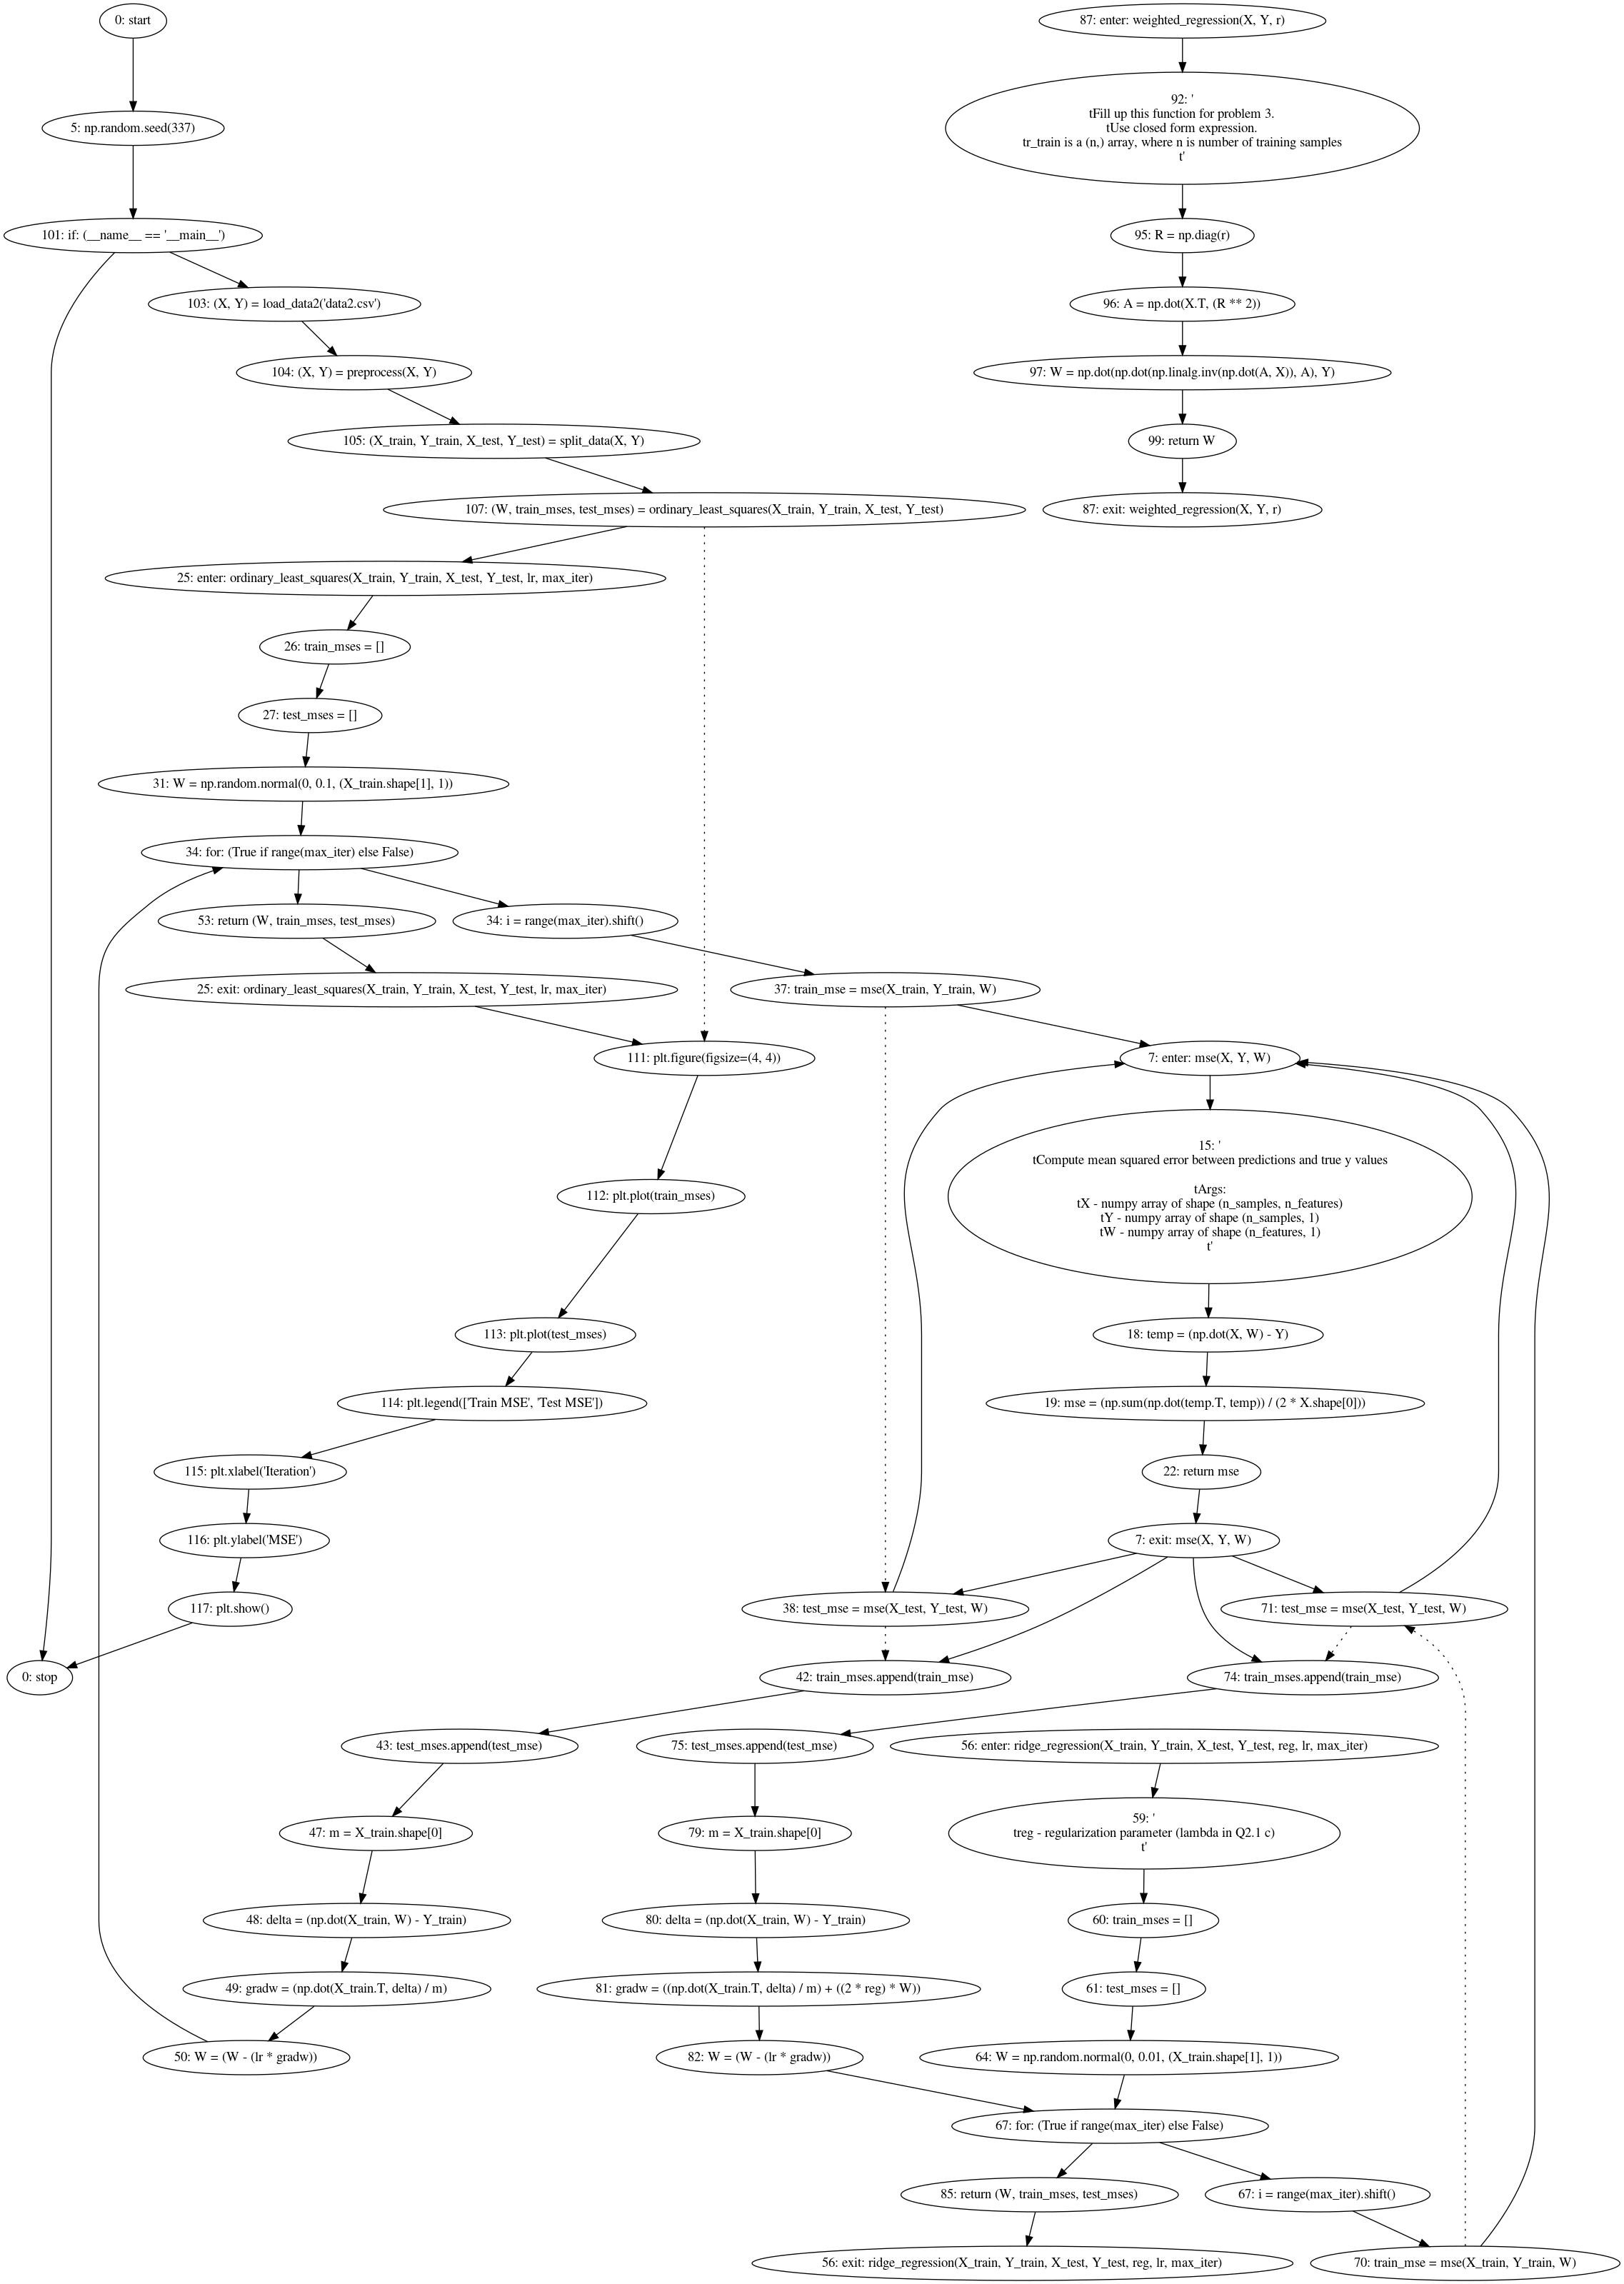 0: start
87: enter: weighted_regression(X, Y, r)
5: np.random.seed(337)
92: '
tFill up this function for problem 3.
tUse closed form expression.
tr_train is a (n,) array, where n is number of training samples
t'
101: if: (__name__ == '__main__')
95: R = np.diag(r)
103: (X, Y) = load_data2('data2.csv')
96: A = np.dot(X.T, (R ** 2))
104: (X, Y) = preprocess(X, Y)
97: W = np.dot(np.dot(np.linalg.inv(np.dot(A, X)), A), Y)
105: (X_train, Y_train, X_test, Y_test) = split_data(X, Y)
99: return W
107: (W, train_mses, test_mses) = ordinary_least_squares(X_train, Y_train, X_test, Y_test)
87: exit: weighted_regression(X, Y, r)
25: enter: ordinary_least_squares(X_train, Y_train, X_test, Y_test, lr, max_iter)
26: train_mses = []
27: test_mses = []
31: W = np.random.normal(0, 0.1, (X_train.shape[1], 1))
34: for: (True if range(max_iter) else False)
53: return (W, train_mses, test_mses)
34: i = range(max_iter).shift()
25: exit: ordinary_least_squares(X_train, Y_train, X_test, Y_test, lr, max_iter)
37: train_mse = mse(X_train, Y_train, W)
111: plt.figure(figsize=(4, 4))
7: enter: mse(X, Y, W)
112: plt.plot(train_mses)
15: '
tCompute mean squared error between predictions and true y values
tArgs:
tX - numpy array of shape (n_samples, n_features)
tY - numpy array of shape (n_samples, 1)
tW - numpy array of shape (n_features, 1)
t'
113: plt.plot(test_mses)
18: temp = (np.dot(X, W) - Y)
114: plt.legend(['Train MSE', 'Test MSE'])
19: mse = (np.sum(np.dot(temp.T, temp)) / (2 * X.shape[0]))
115: plt.xlabel('Iteration')
22: return mse
116: plt.ylabel('MSE')
7: exit: mse(X, Y, W)
117: plt.show()
38: test_mse = mse(X_test, Y_test, W)
71: test_mse = mse(X_test, Y_test, W)
0: stop
42: train_mses.append(train_mse)
74: train_mses.append(train_mse)
43: test_mses.append(test_mse)
75: test_mses.append(test_mse)
56: enter: ridge_regression(X_train, Y_train, X_test, Y_test, reg, lr, max_iter)
47: m = X_train.shape[0]
79: m = X_train.shape[0]
59: '
treg - regularization parameter (lambda in Q2.1 c)
t'
48: delta = (np.dot(X_train, W) - Y_train)
80: delta = (np.dot(X_train, W) - Y_train)
60: train_mses = []
49: gradw = (np.dot(X_train.T, delta) / m)
81: gradw = ((np.dot(X_train.T, delta) / m) + ((2 * reg) * W))
61: test_mses = []
50: W = (W - (lr * gradw))
82: W = (W - (lr * gradw))
64: W = np.random.normal(0, 0.01, (X_train.shape[1], 1))
67: for: (True if range(max_iter) else False)
85: return (W, train_mses, test_mses)
67: i = range(max_iter).shift()
56: exit: ridge_regression(X_train, Y_train, X_test, Y_test, reg, lr, max_iter)
70: train_mse = mse(X_train, Y_train, W)